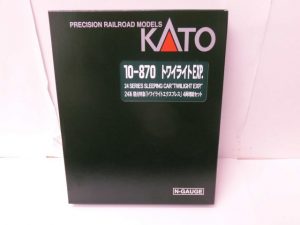 PRECISION RAILROAD MODELS
KATO
10-870 トワイライトEXP.
24 SERIES SLEEPING CAR "TWILIGHT EXP"
24系 寝台特急「トワイライトエクスプレス」 6両増結セット
N-GAUGE